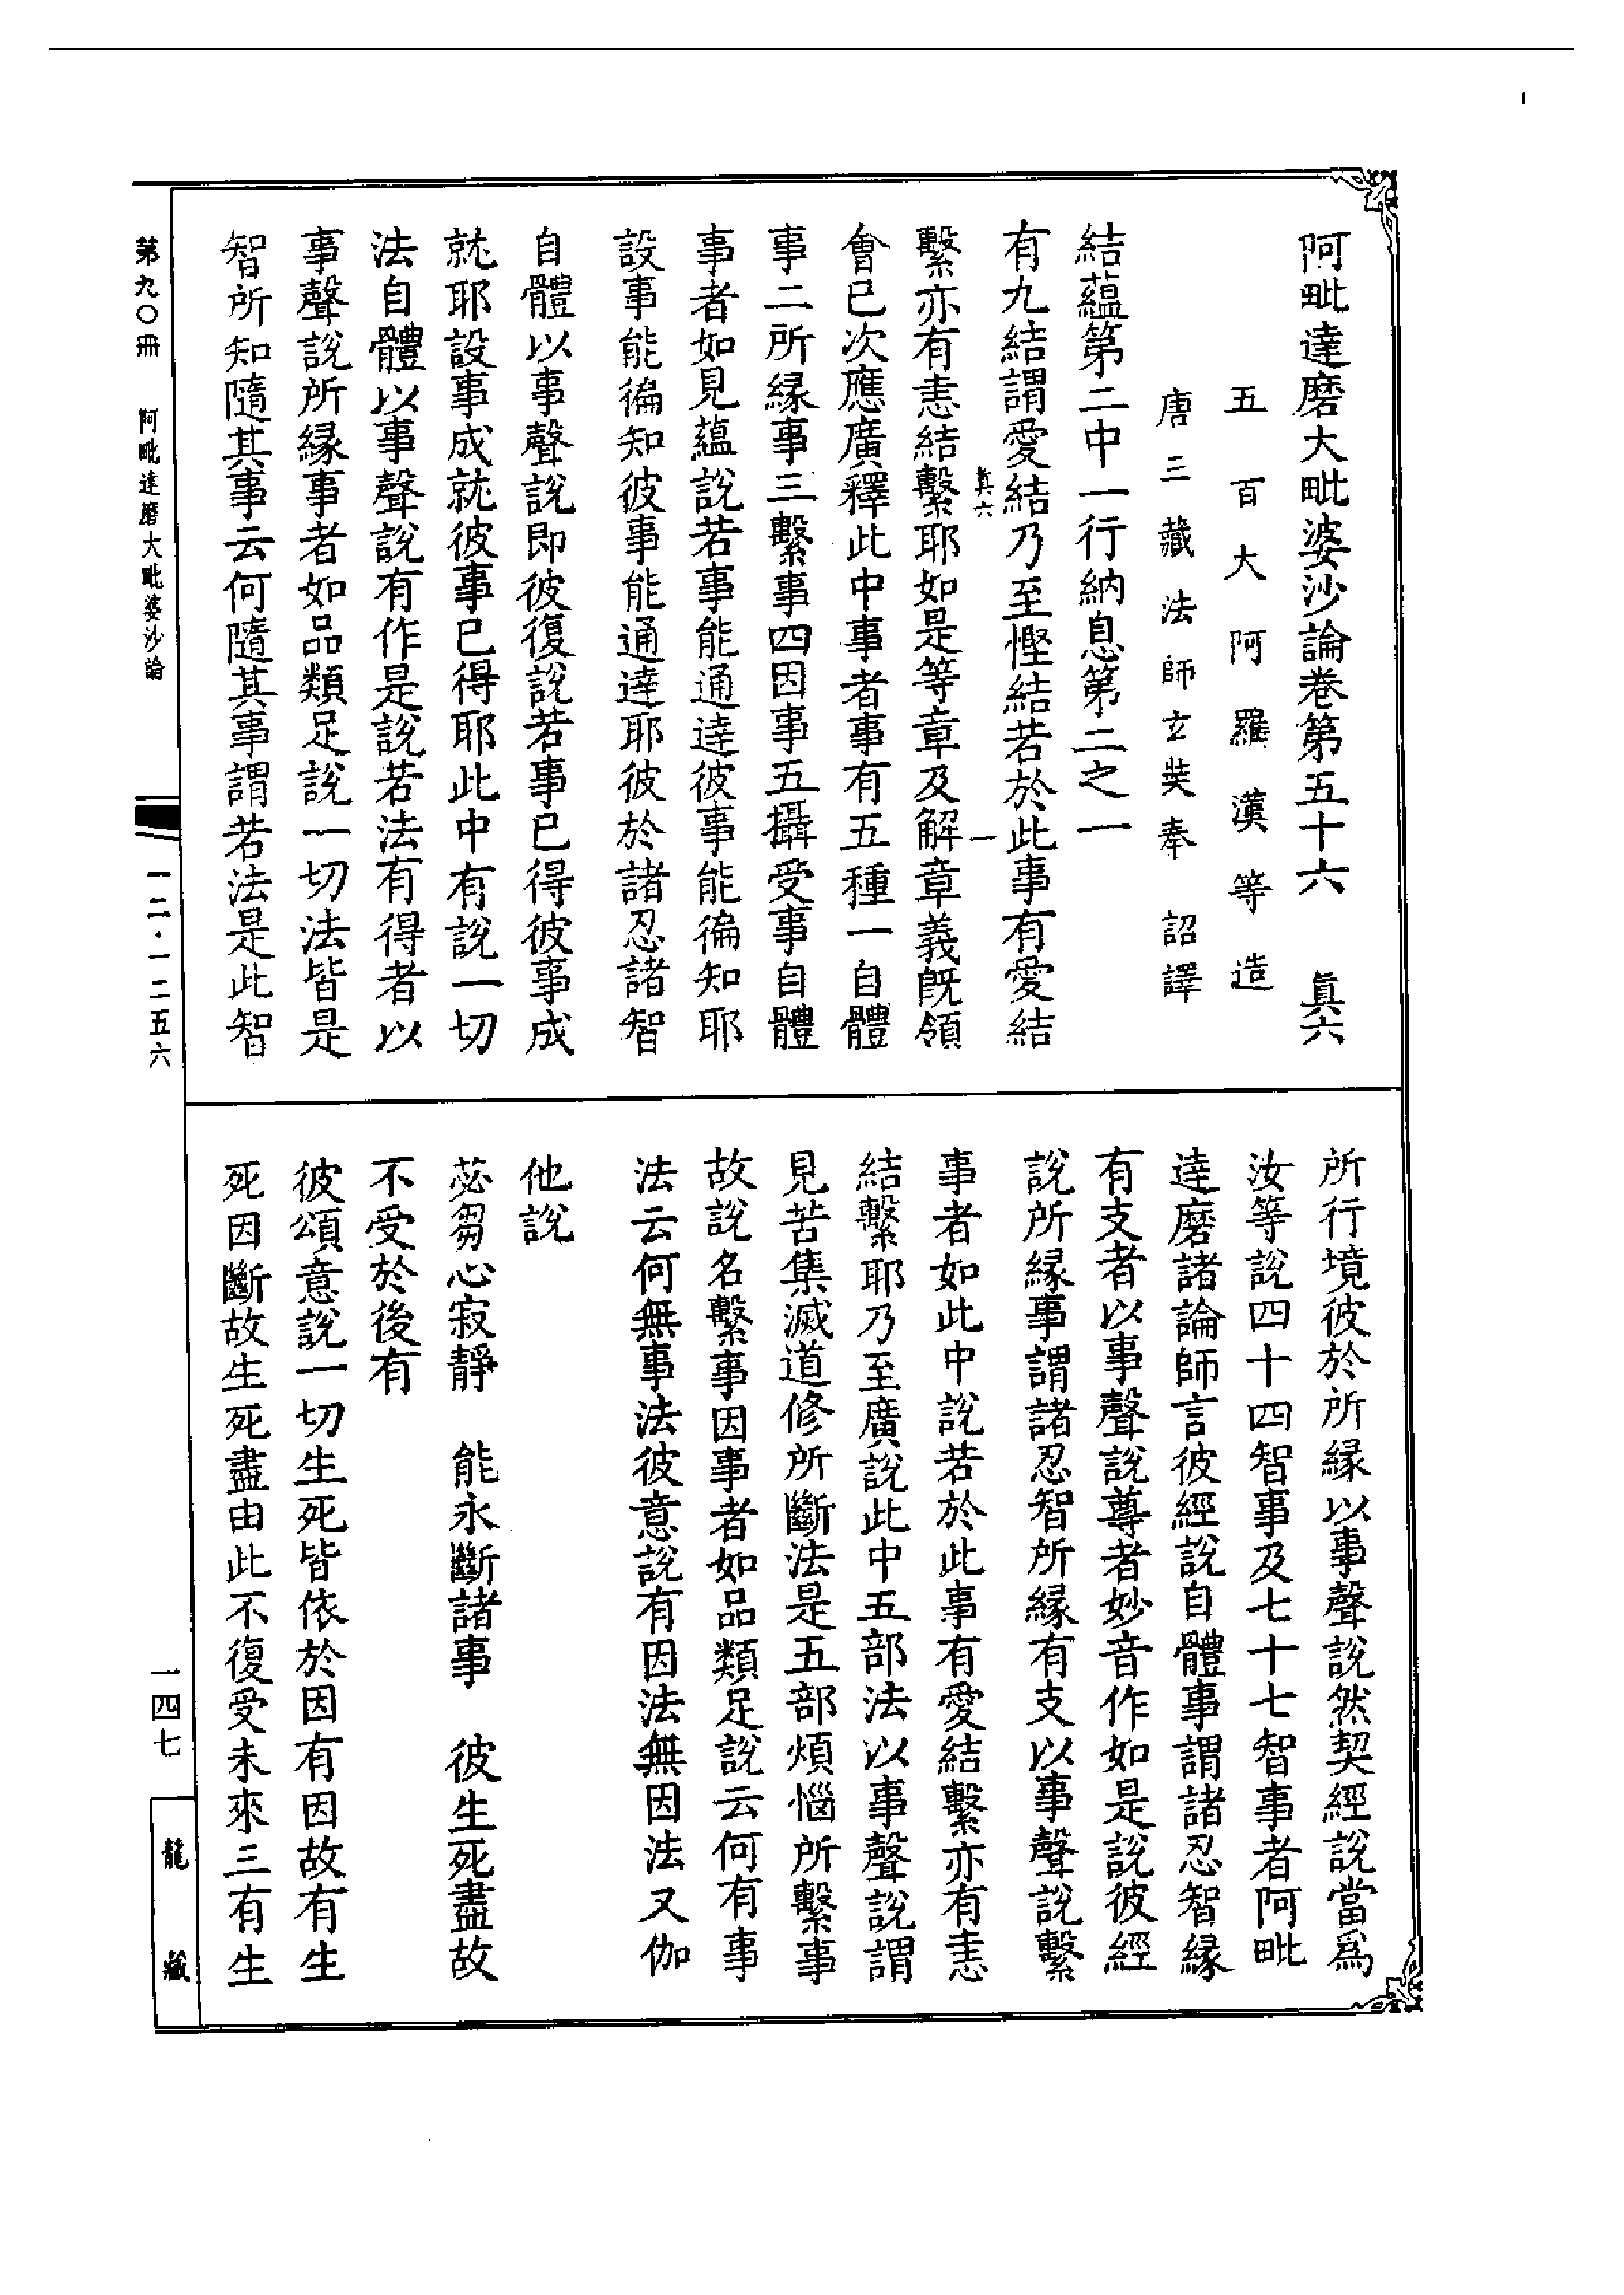 阿毗達磨大毗婆沙論卷第五十六 真六
五百大阿羅漢等造
唐三藏法師玄奘奉 詔譯
結蘊第二中一行納息第二之一
有九結謂愛結乃至慳結若於此事有愛結
真六 一
繫亦有恚結繫耶如是等章及解章義既領
會已次應廣釋此中事者事有五種一自體
事二所緣事三繫事四因事五攝受事自體
事者如見蘊說若事能通達彼事能徧知耶
設事能徧知彼事能通達耶彼於諸忍諸智
自體以事聲說即彼復說若事已得彼事成
就耶設事成就彼事已得耶此中有說一切
法自體以事聲說有作是說若法有得者以
事聲說所緣事者如品類足說一切法皆是
智所知隨其事云何隨其事謂若法是此智
所行境彼於所緣以事聲說然契經說當為
汝等說四十四智事及七十七智事者阿毗
達磨諸論師言彼經說自體事謂諸忍智緣
有支者以事聲說尊者妙音作如是說彼經
說所緣事謂諸忍智所緣有支以事聲說繫
事者如此中說若於此事有愛結繫亦有恚
結繫耶乃至廣說此中五部法以事聲說謂
見苦集滅道修所斷法是五部煩惱所繫事
故說名繫事因事者如品類足說云何有事
法云何無事法彼意說有因法無因法又伽
他說
苾芻心寂靜 能永斷諸事 彼生死盡故
不受於後有
彼頌意說一切生死皆依於因有因故有生
死因斷故生死盡由此不復受未來三有生
第九〇冊 阿毗達磨大毗婆沙論
一二·一二五六
一四七
龍藏